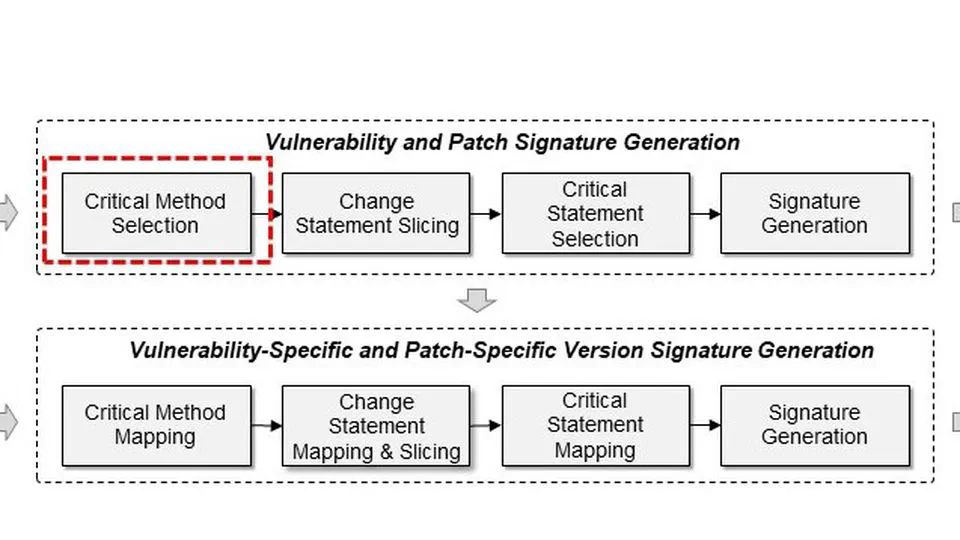 Vulnerability and Patch Signature Generation
Critical Method
Selection
Change
Statement Slicing
Critical
Statement
Selection
Signature
Generation
Vulnerability-Specific and Patch-Specific Version Signature Generation
Critical Method
Mapping
Change
Statement
Mapping & Slicing
Critical
Statement
Mapping
Signature
Generation